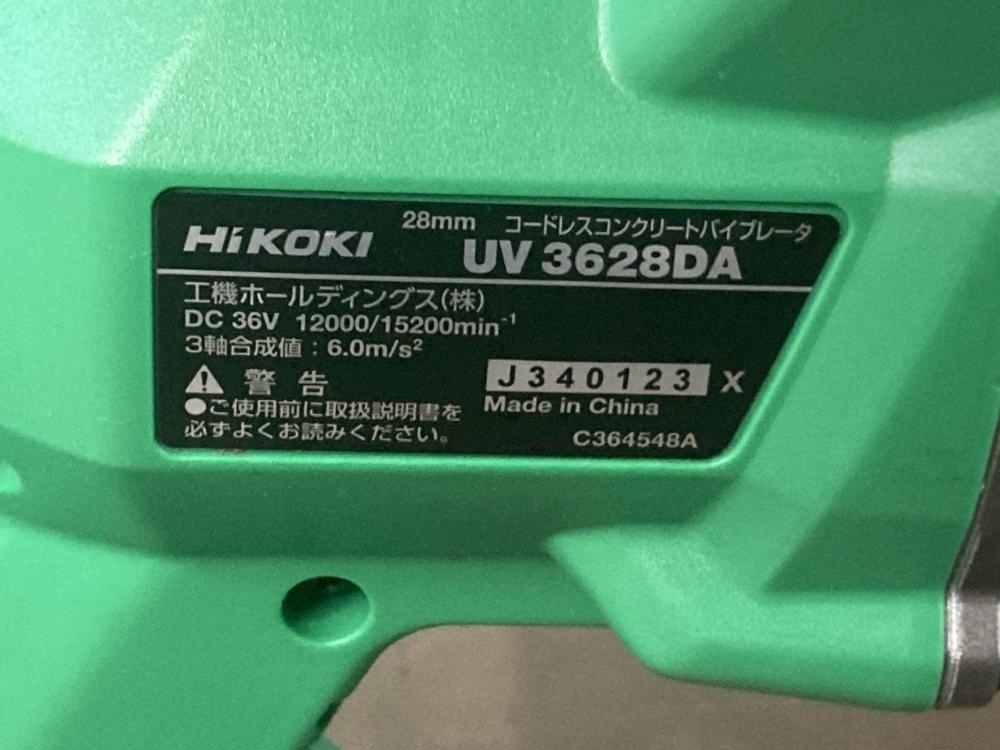 28mm コードレスコンクリートバイブレータ
HiKOKI UV 3628DA
工機ホールディングス(株)
DC 36V 12000/15200min⁻¹
3軸合成値：6.0m/s²
⚠ 警告 J340123 X
●ご使用前に取扱説明書を Made in China
必ずよくお読みください。 C364548A